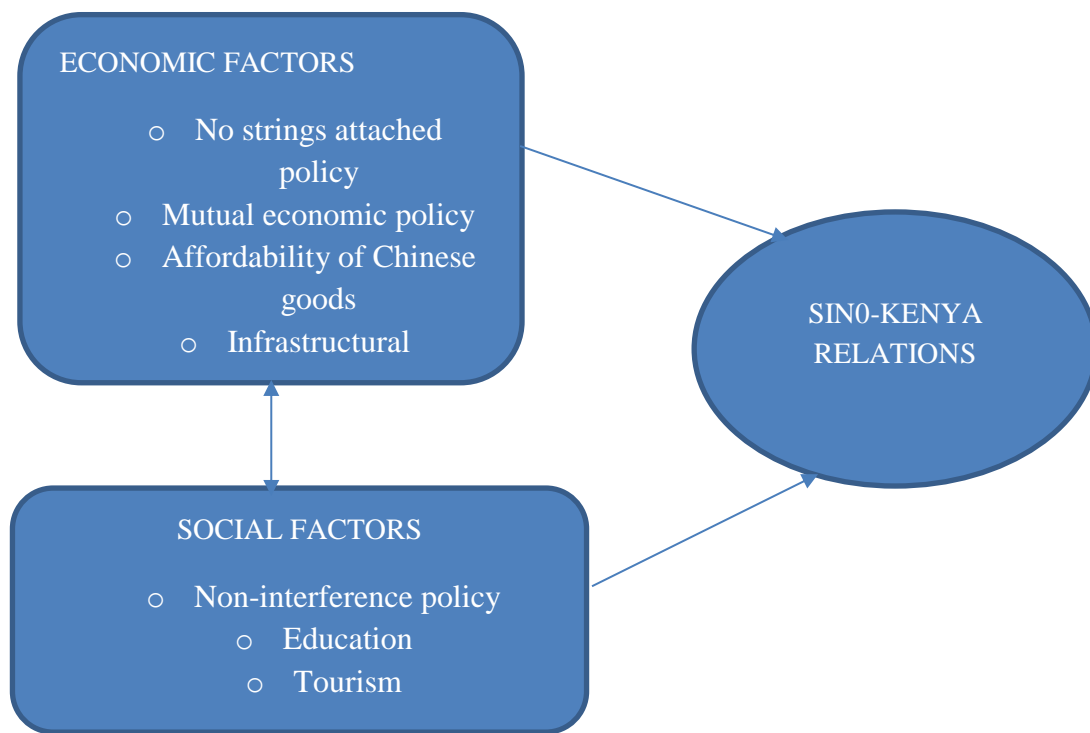 ECONOMIC FACTORS
o No strings attached
policy
o Mutual economic policy
o Affordability of Chinese
goods
o Infrastructural
SIN0-KENYA
RELATIONS
SOCIAL FACTORS
o Non-interference policy
o Education
o Tourism